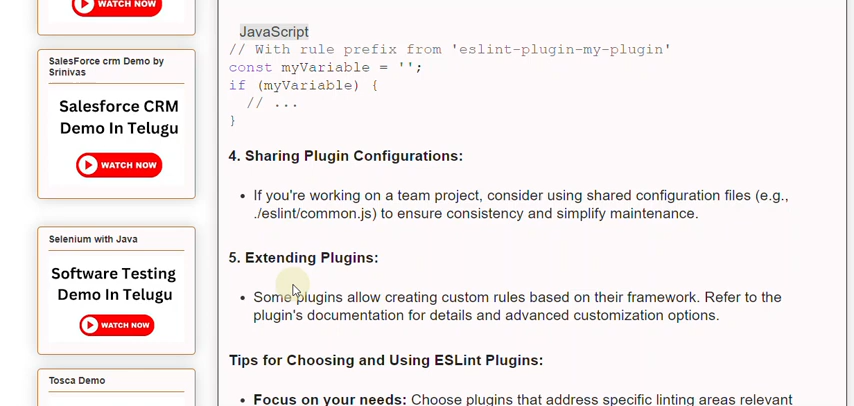 WATCH NOW
SalesForce crm Demo by
Srinivas
Salesforce CRM
Demo In Telugu
WATCH NOW
Selenium with Java
Software Testing
Demo In Telugu
WATCH NOW
Tosca Demo
JavaScript
// With rule prefix from 'eslint-plugin-my-plugin'
const myVariable = '';
if (myVariable) {
// ...
}
4. Sharing Plugin Configurations:
• If you're working on a team project, consider using shared configuration files (e.g.,
./eslint/common.js) to ensure consistency and simplify maintenance.
5. Extending Plugins:
• Some plugins allow creating custom rules based on their framework. Refer to the
plugin's documentation for details and advanced customization options.
Tips for Choosing and Using ESLint Plugins:
• Focus on your needs: Choose plugins that address specific linting areas relevant